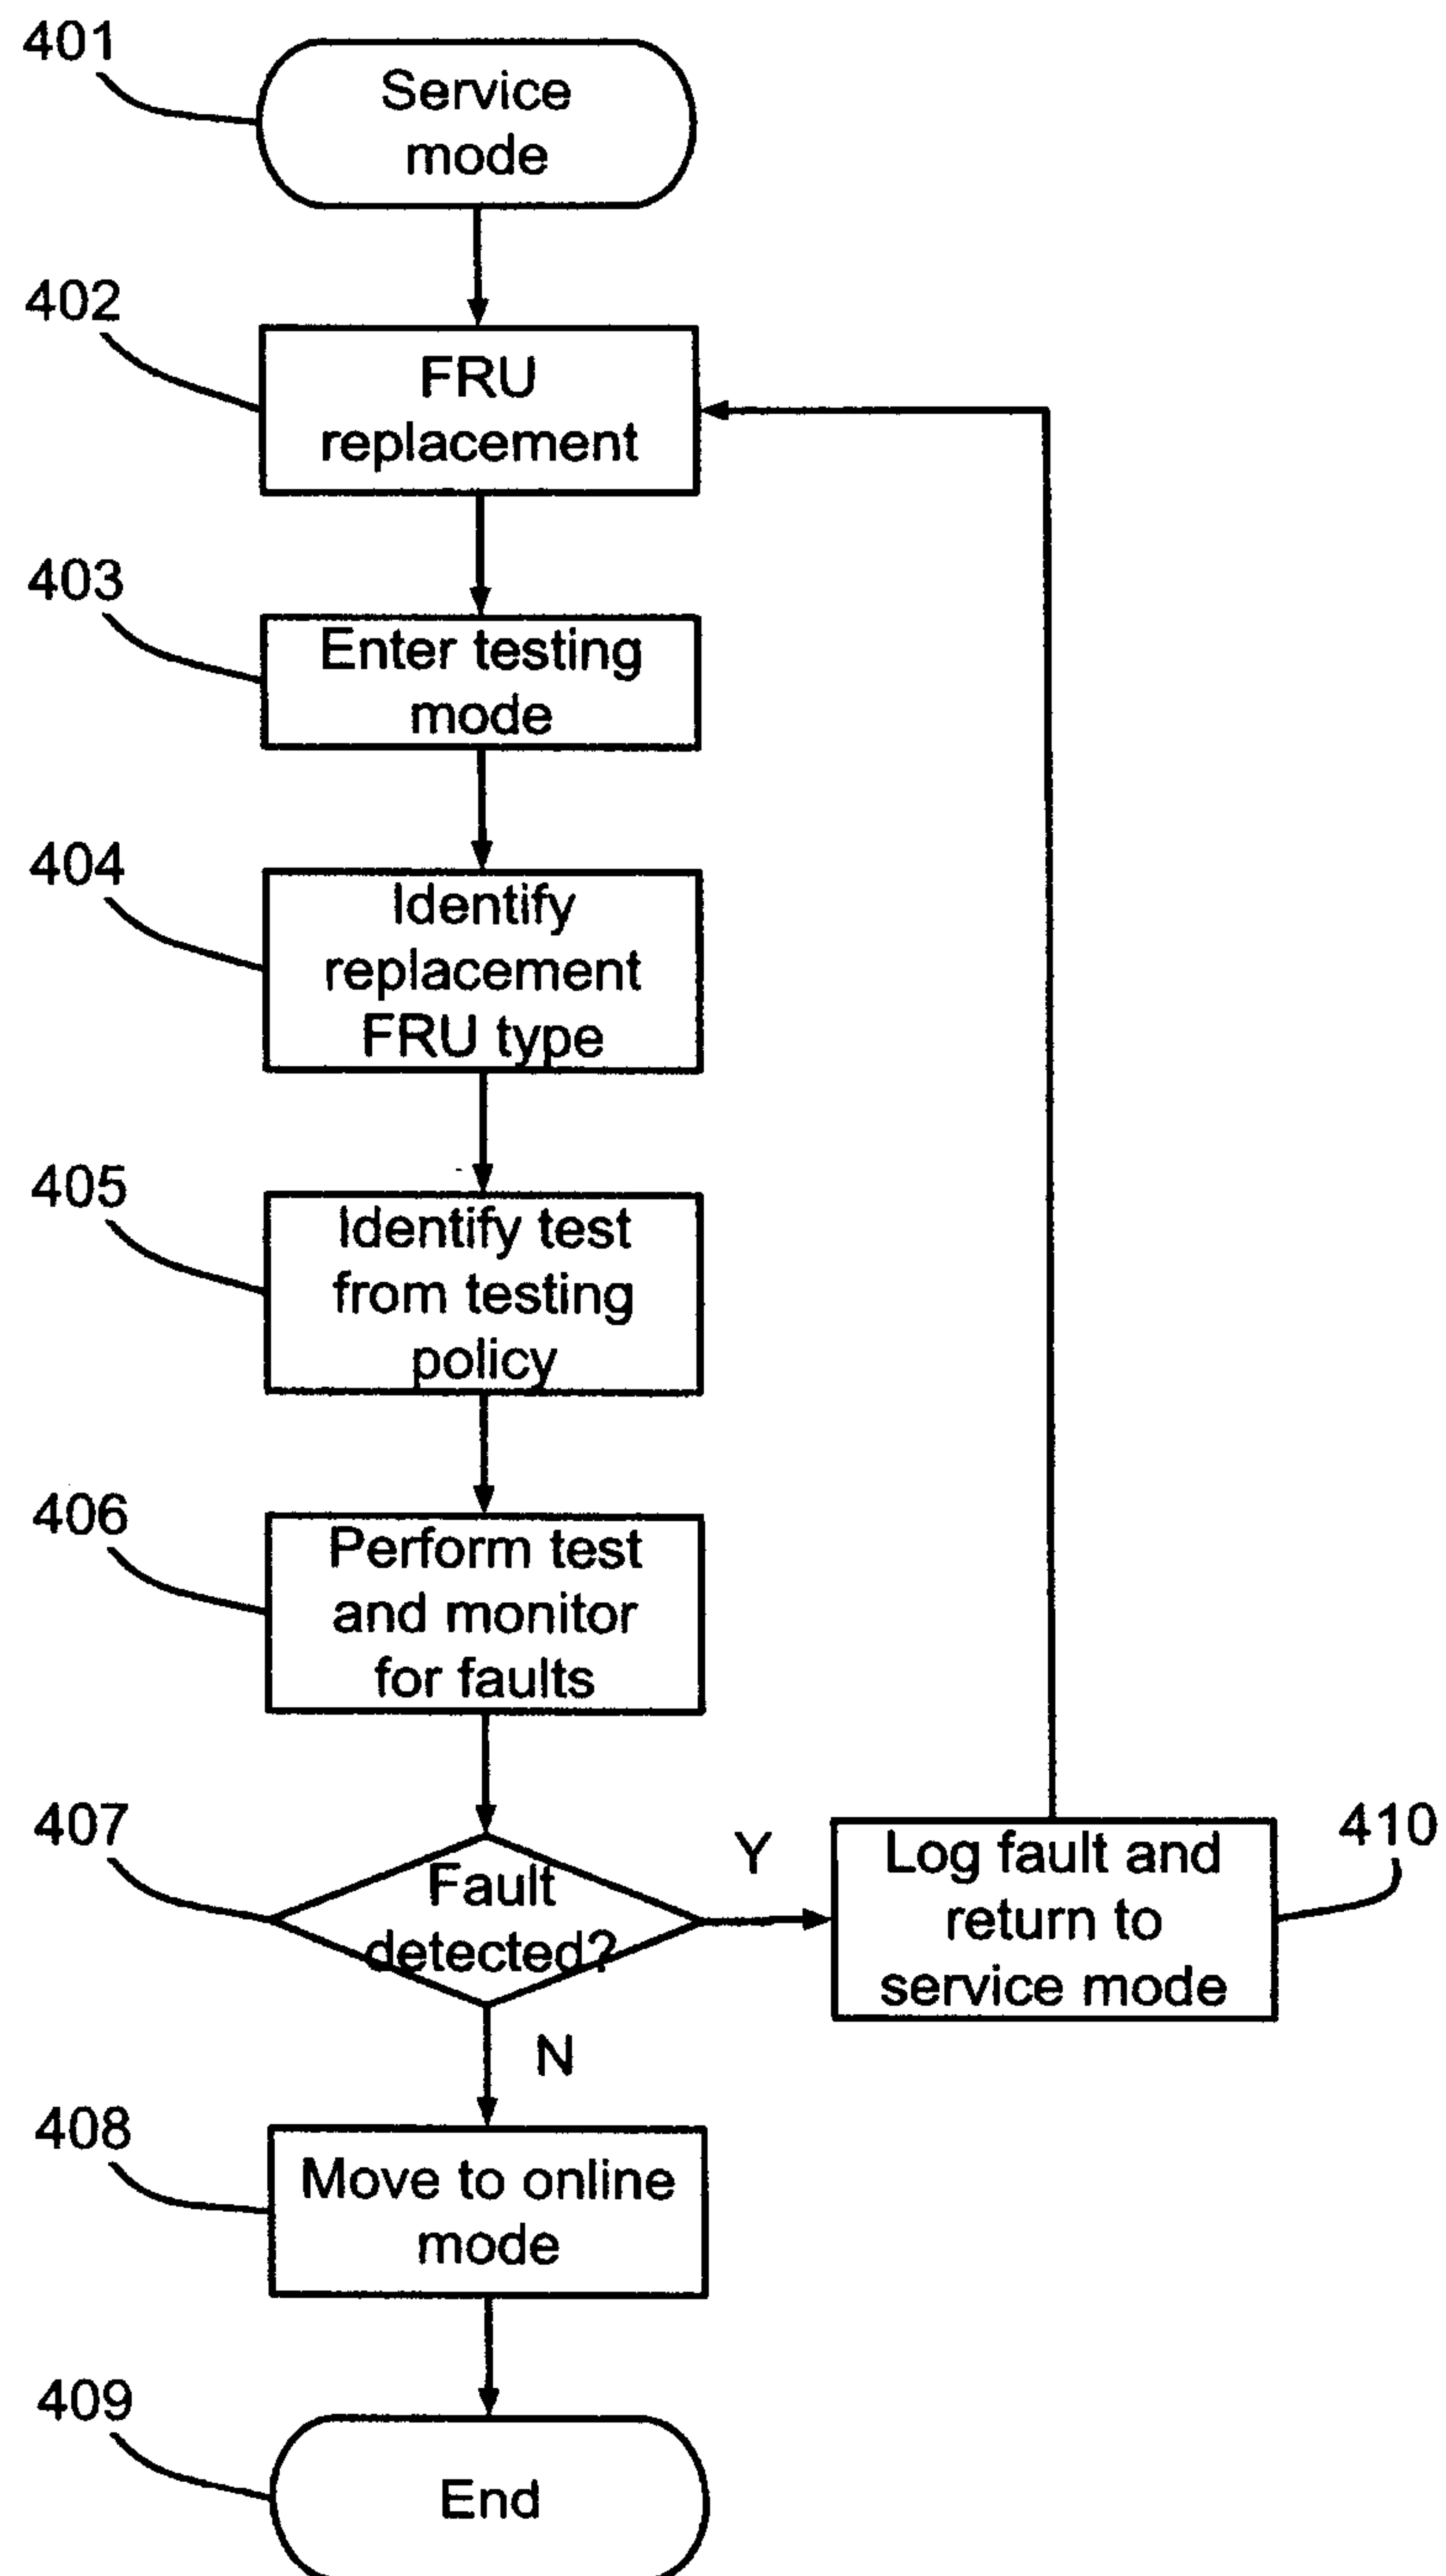 401
Service
mode
402
FRU
replacement
403
Enter testing
mode
404
Identify
replacement
FRU type
405
Identify test
from testing
policy
406
Perform test
and monitor
for faults
407
Fault
detected?
Y
Log fault and
return to
service mode
410
N
408
Move to online
mode
409
End